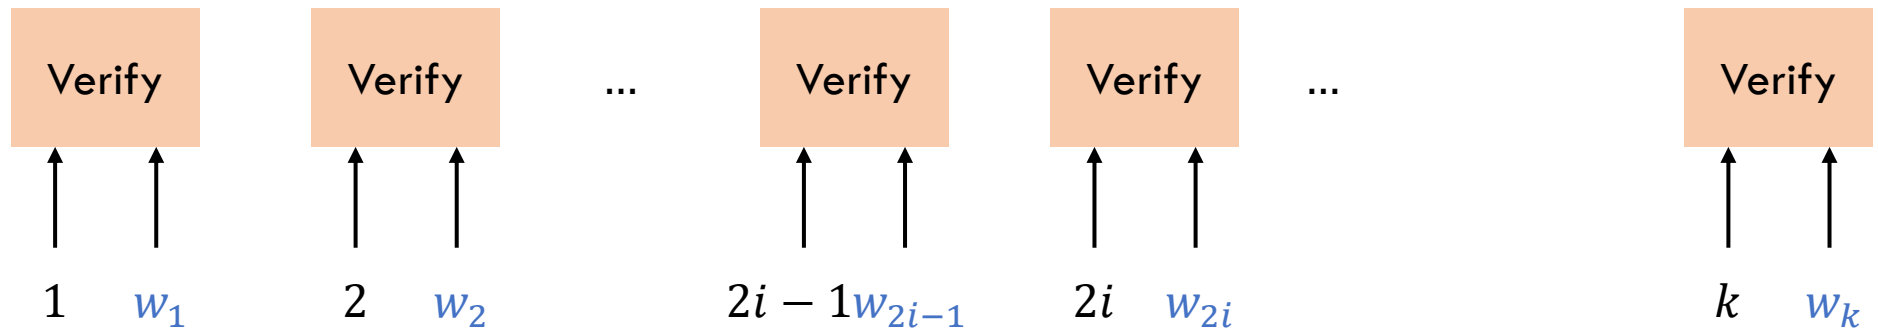 Verify Verify ... Verify Verify ... Verify
1 w₁ 2 w₂ 2i − 1 w₂ᵢ₋₁ 2i w₂ᵢ k wₖ